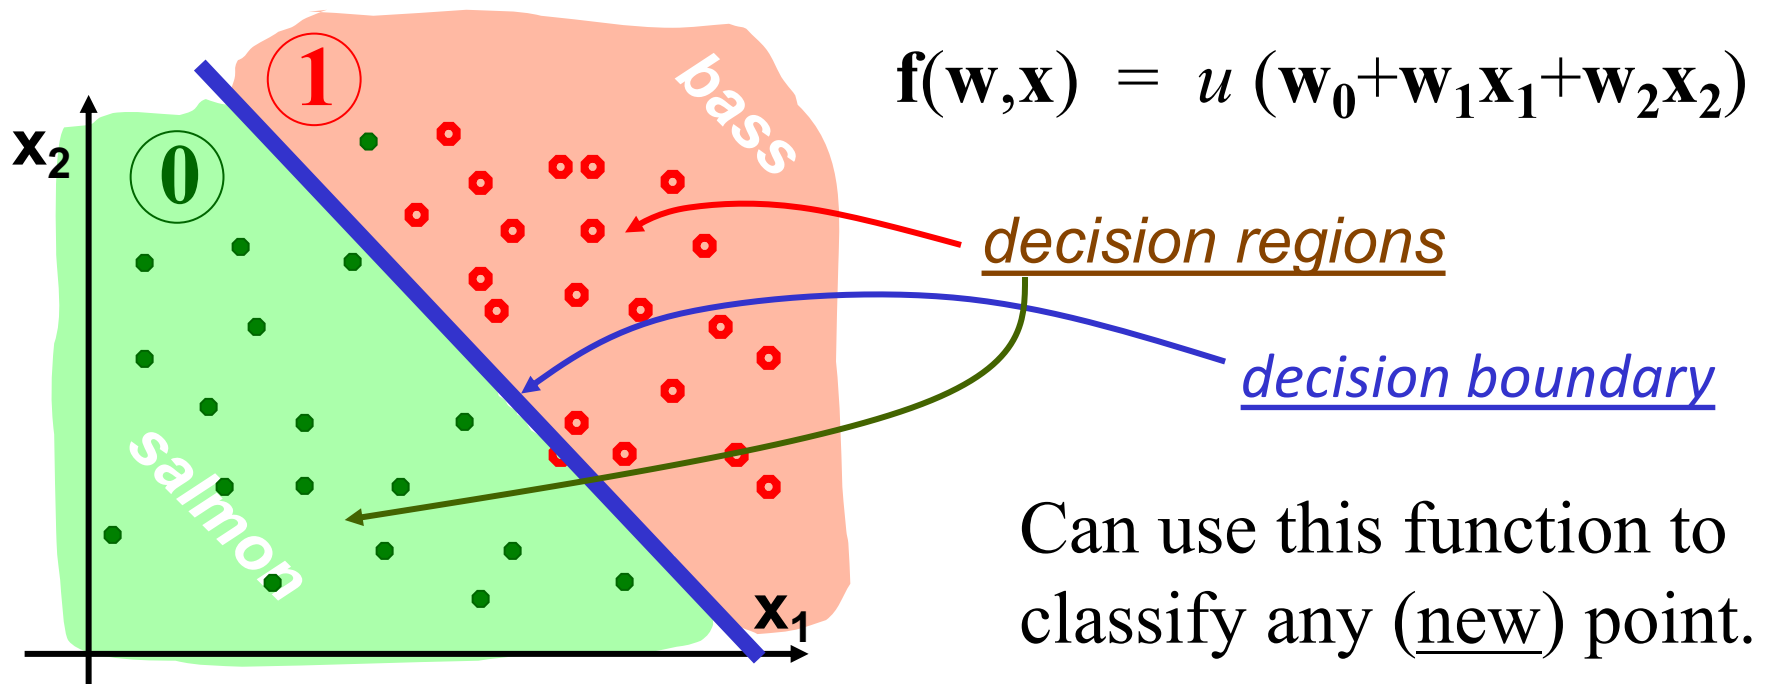 1
bass
f(w,x) = u (w₀+w₁x₁+w₂x₂)
x₂
0
decision regions
decision boundary
salmon
Can use this function to
x₁
classify any (new) point.